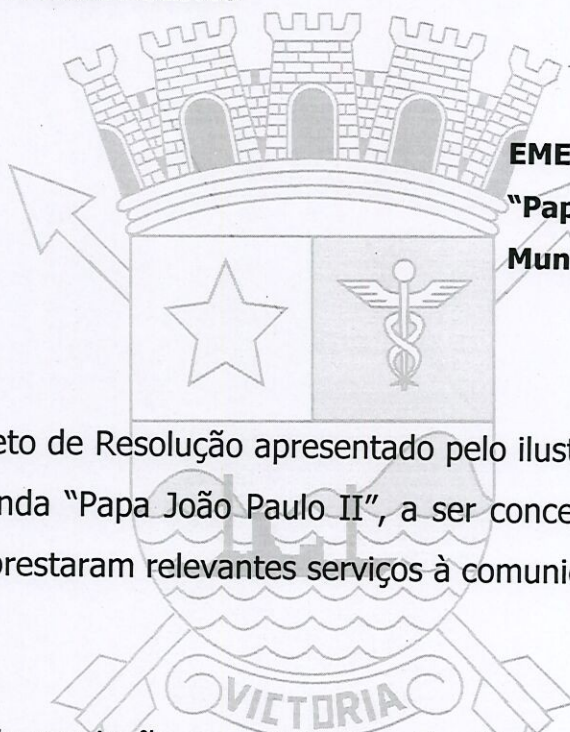 EME
“Pap
Mun
eto de Resolução apresentado pelo ilust
nda “Papa João Paulo II”, a ser conce
prestaram relevantes serviços à comunic
VICTORIA